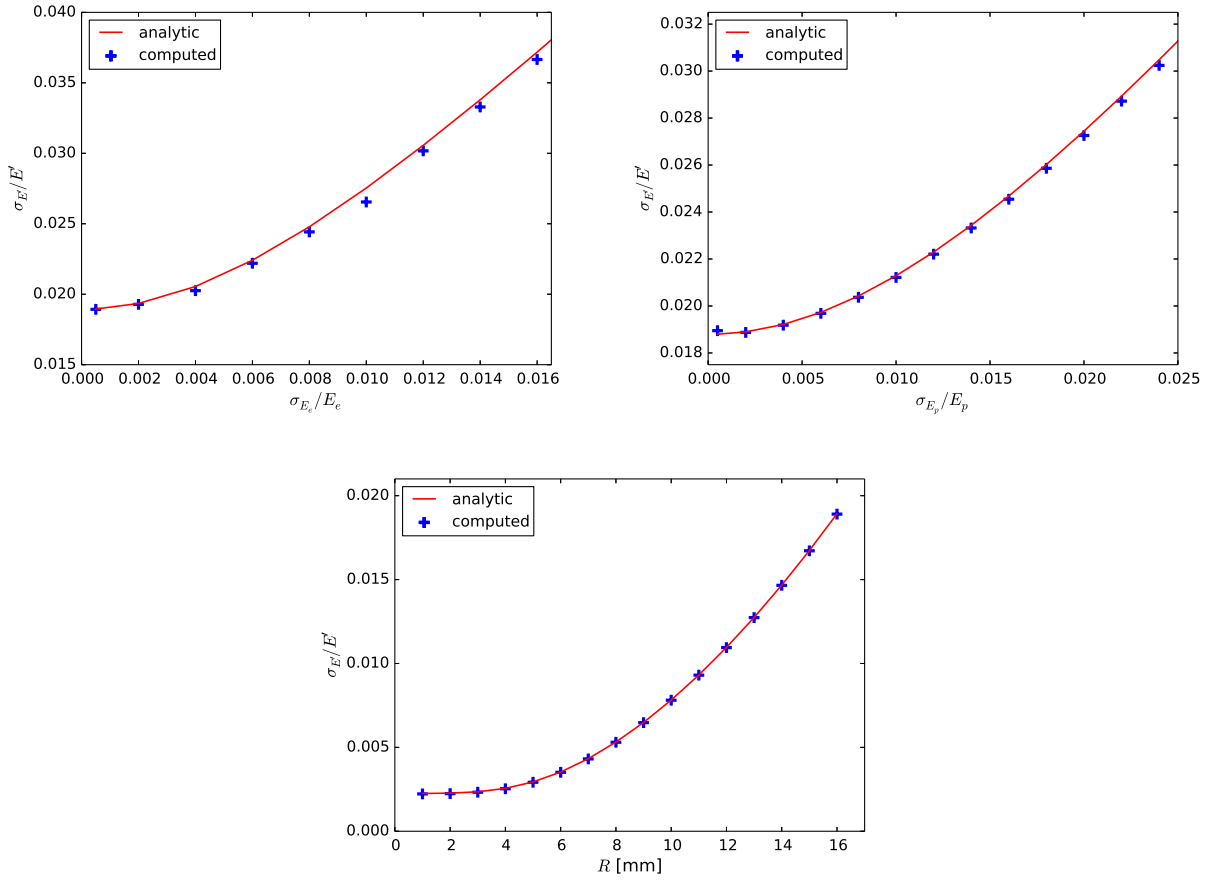 0.040
0.035
0.030
0.025
0.020
0.015
σ_E'/E'
analytic
computed
0.000 0.002 0.004 0.006 0.008 0.010 0.012 0.014 0.016
σ_{E_e}/E_e
0.032
0.030
0.028
0.026
0.024
0.022
0.020
0.018
σ_E'/E'
analytic
computed
0.000 0.005 0.010 0.015 0.020 0.025
σ_{E_p}/E_p
0.020
0.015
0.010
0.005
0.000
σ_E'/E'
analytic
computed
0 2 4 6 8 10 12 14 16
R [mm]